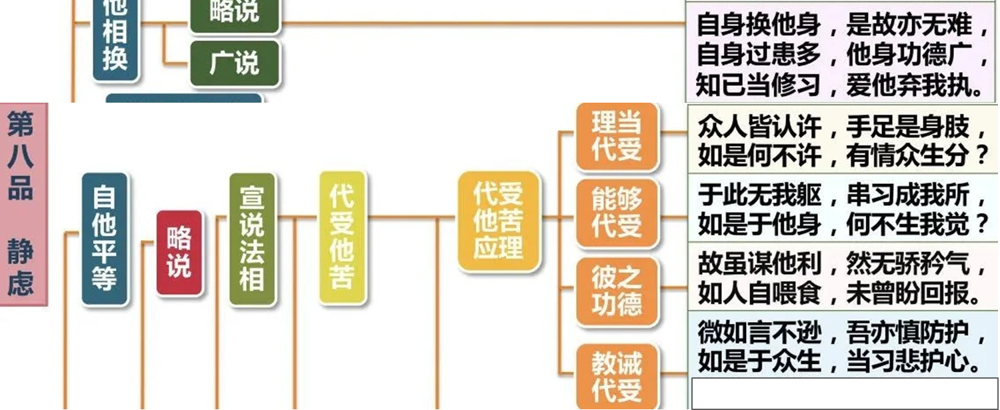 他相换
略说
广说
自身换他身，是故亦无难，
自身过患多，他身功德广，
知已当修习，爱他弃我执。
第八品 静虑
自他平等
略说
宣说法相
代受他苦
代受
他苦
应理
理当
代受
众人皆认许，手足是身肢，
如是何不许，有情众生分？
能够
代受
于此无我躯，串习成我所，
如是于他身，何不生我觉？
彼之
功德
故虽谋他利，然无骄矜气，
如人自喂食，未曾盼回报。
教诫
代受
微如言不逊，吾亦慎防护，
如是于众生，当习悲护心。